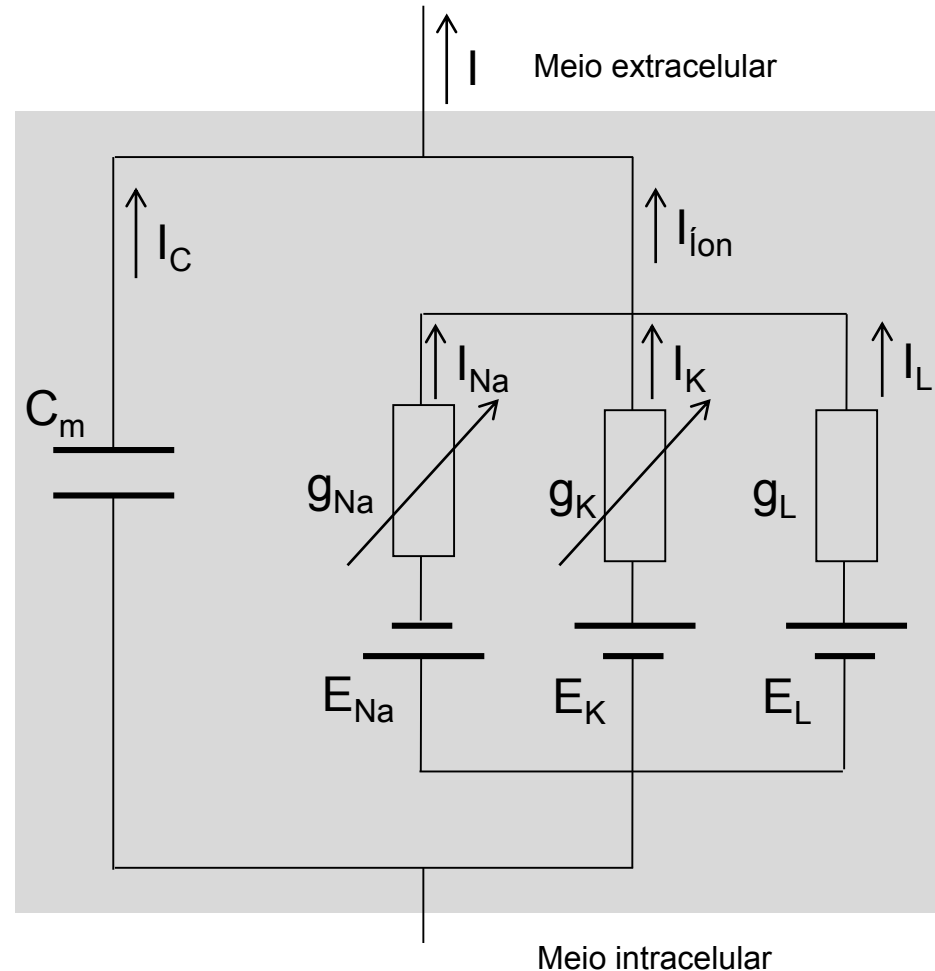 I
Meio extracelular
I_C
I_Íon
I_Na
I_K
I_L
C_m
g_Na
g_K
g_L
E_Na
E_K
E_L
Meio intracelular